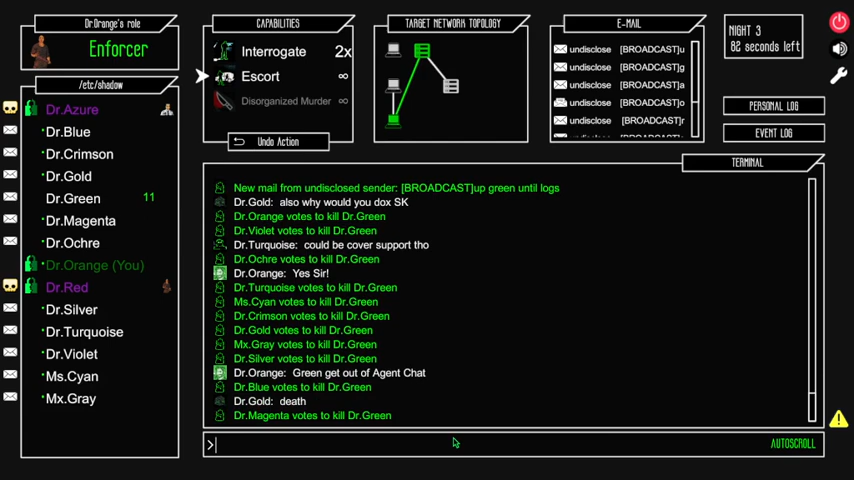 Dr.Orange's role
Enforcer
/etc/shadow
Dr.Azure
Dr.Blue
Dr.Crimson
Dr.Gold
Dr.Green 11
Dr.Magenta
Dr.Ochre
Dr.Orange (You)
Dr.Red
Dr.Silver
Dr.Turquoise
Dr.Violet
Ms.Cyan
Mx.Gray
CAPABILITIES
Interrogate 2x
Escort ∞
Disorganized Murder ∞
Undo Action
TARGET NETWORK TOPOLOGY
E-MAIL
undisclose [BROADCAST]u
undisclose [BROADCAST]g
undisclose [BROADCAST]a
undisclose [BROADCAST]o
undisclose [BROADCAST]r
NIGHT 3
82 seconds left
PERSONAL LOG
EVENT LOG
TERMINAL
New mail from undisclosed sender: [BROADCAST]up green until logs
Dr.Gold: also why would you dox SK
Dr.Orange votes to kill Dr.Green
Dr.Violet votes to kill Dr.Green
Dr.Turquoise: could be cover support tho
Dr.Ochre votes to kill Dr.Green
Dr.Orange: Yes Sir!
Dr.Turquoise votes to kill Dr.Green
Ms.Cyan votes to kill Dr.Green
Dr.Crimson votes to kill Dr.Green
Dr.Gold votes to kill Dr.Green
Mx.Gray votes to kill Dr.Green
Dr.Silver votes to kill Dr.Green
Dr.Orange: Green get out of Agent Chat
Dr.Blue votes to kill Dr.Green
Dr.Gold: death
Dr.Magenta votes to kill Dr.Green
>
AUTOSCROLL